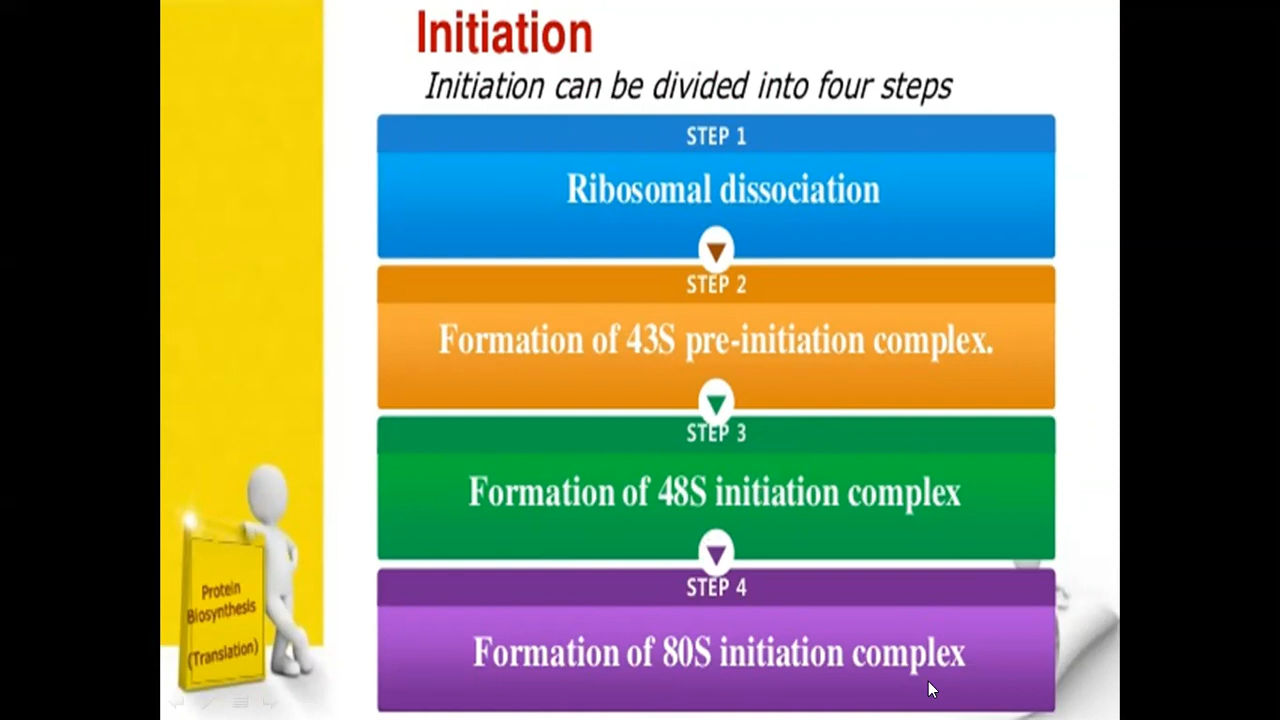 Initiation
Initiation can be divided into four steps
STEP 1
Ribosomal dissociation
STEP 2
Formation of 43S pre-initiation complex.
STEP 3
Formation of 48S initiation complex
STEP 4
Formation of 80S initiation complex
Protein
Biosynthesis
(Translation)